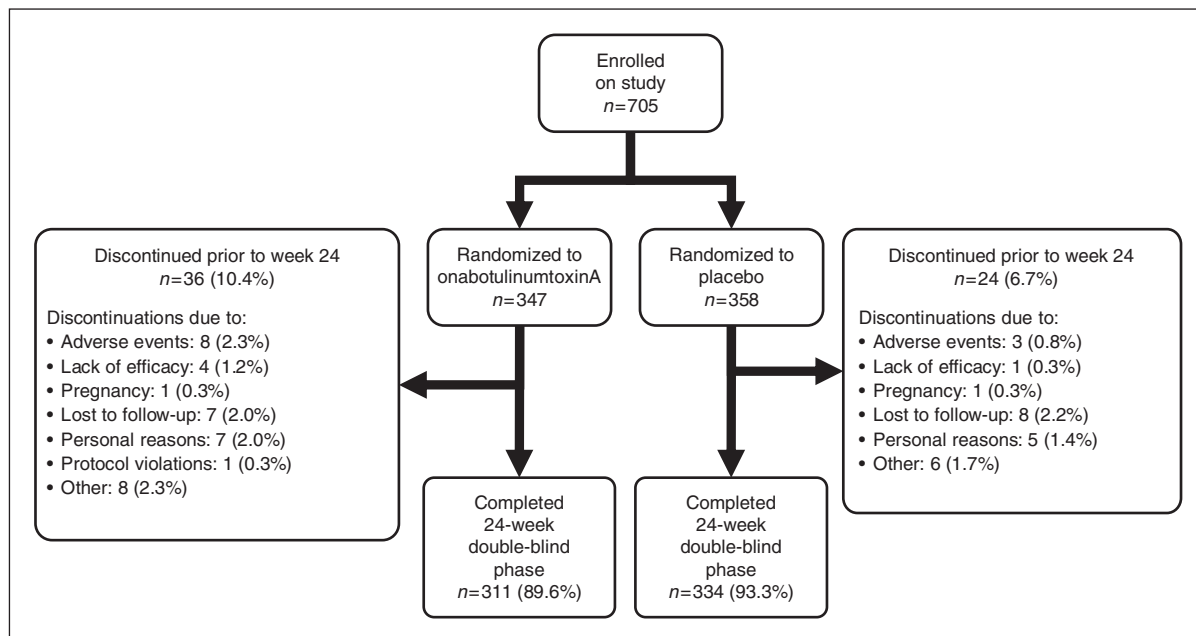 Enrolled
on study
n=705
Discontinued prior to week 24
n=36 (10.4%)
Discontinuations due to:
• Adverse events: 8 (2.3%)
• Lack of efficacy: 4 (1.2%)
• Pregnancy: 1 (0.3%)
• Lost to follow-up: 7 (2.0%)
• Personal reasons: 7 (2.0%)
• Protocol violations: 1 (0.3%)
• Other: 8 (2.3%)
Randomized to
onabotulinumtoxinA
n=347
Randomized to
placebo
n=358
Discontinued prior to week 24
n=24 (6.7%)
Discontinuations due to:
• Adverse events: 3 (0.8%)
• Lack of efficacy: 1 (0.3%)
• Pregnancy: 1 (0.3%)
• Lost to follow-up: 8 (2.2%)
• Personal reasons: 5 (1.4%)
• Other: 6 (1.7%)
Completed
24-week
double-blind
phase
n=311 (89.6%)
Completed
24-week
double-blind
phase
n=334 (93.3%)